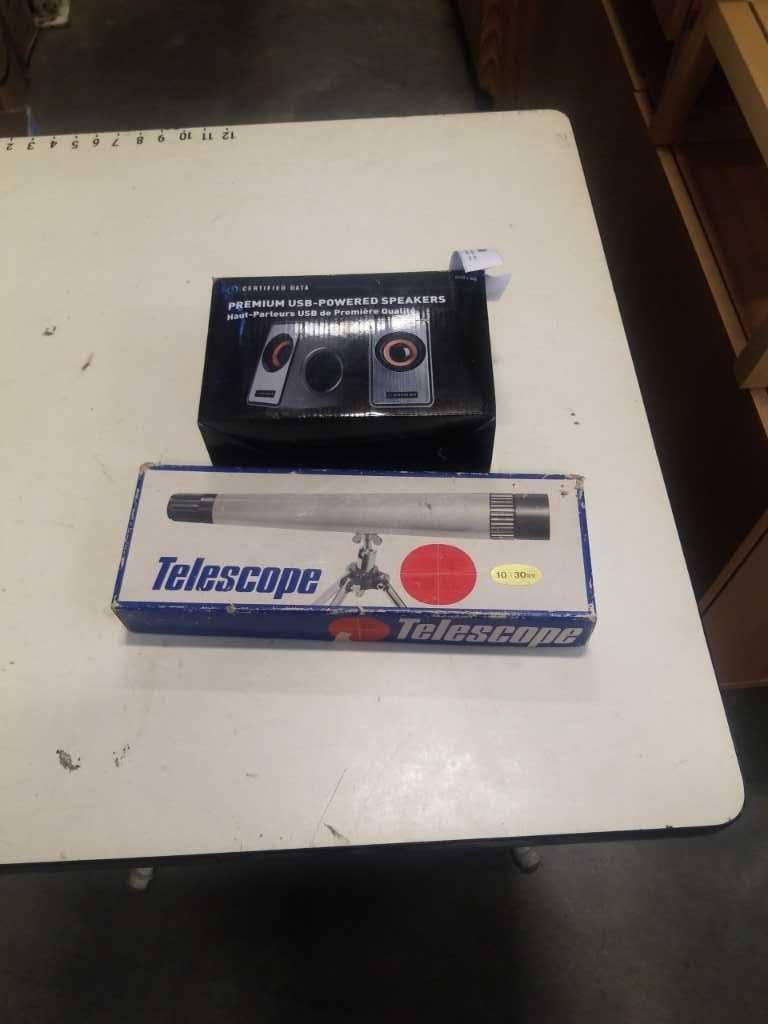 2 3 4 5 6 7 8 9 10 11 12
CERTIFIED DATA
PREMIUM USB-POWERED SPEAKERS
Haut-Parleurs USB de Première Qualité
Telescope
10 x 30
Telescope